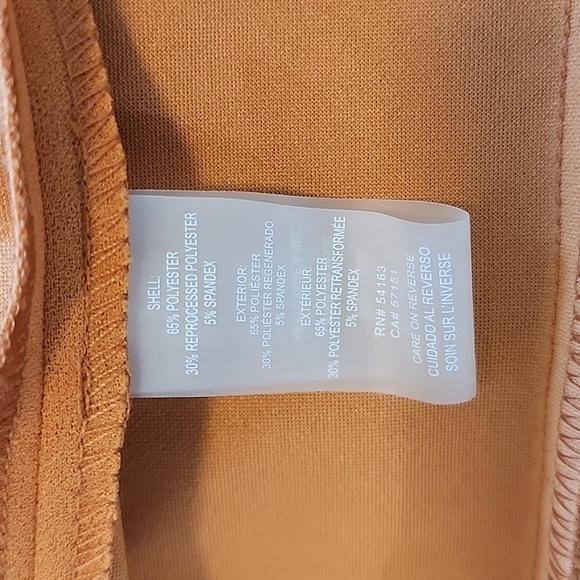 SHELL:
65% POLYESTER
30% REPROCESSED POLYESTER
5% SPANDEX
EXTERIOR:
65% POLIÉSTER
30% POLIÉSTER REGENERADO
5% SPANDEX
EXTÉRIEUR:
65% POLYESTER
30% POLYESTER RETRANSFORMÉE
5% SPANDEX
RN# 54163
CA# 57151
CARE ON REVERSE
CUIDADO AL REVERSO
SOIN SUR L'INVERSE